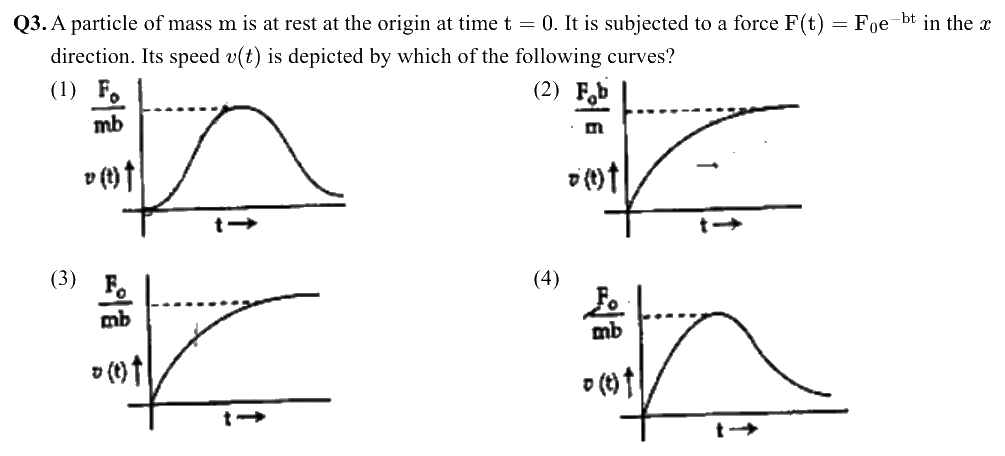 Q3. A particle of mass m is at rest at the origin at time t = 0. It is subjected to a force F(t) = F₀e⁻ᵇᵗ in the x
direction. Its speed v(t) is depicted by which of the following curves?
(1) F₀/mb
v (t) ↑
t →
(2) F₀b/m
v (t) ↑
t →
(3) F₀/mb
v (t) ↑
t →
(4) F₀/mb
v (t) ↑
t →